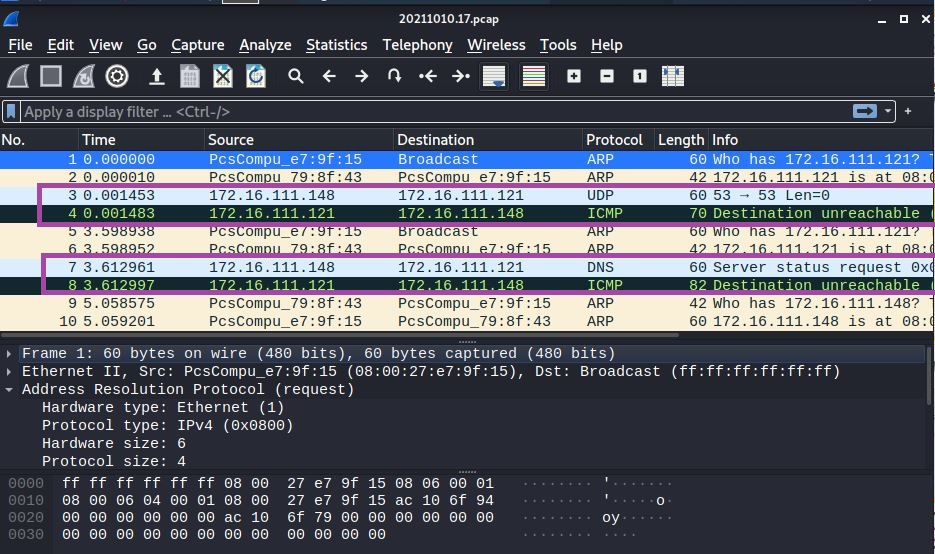 20211010.17.pcap
File Edit View Go Capture Analyze Statistics Telephony Wireless Tools Help
Apply a display filter ... <Ctrl-/>
No. Time Source Destination Protocol Length Info
1 0.000000 PcsCompu_e7:9f:15 Broadcast ARP 60 Who has 172.16.111.121?
2 0.000010 PcsCompu_79:8f:43 PcsCompu_e7:9f:15 ARP 42 172.16.111.121 is at 08:
3 0.001453 172.16.111.148 172.16.111.121 UDP 60 53 → 53 Len=0
4 0.001483 172.16.111.121 172.16.111.148 ICMP 70 Destination unreachable (
5 3.598938 PcsCompu_e7:9f:15 Broadcast ARP 60 Who has 172.16.111.121?
6 3.598952 PcsCompu_79:8f:43 PcsCompu_e7:9f:15 ARP 42 172.16.111.121 is at 08:
7 3.612961 172.16.111.148 172.16.111.121 DNS 60 Server status request 0x0
8 3.612997 172.16.111.121 172.16.111.148 ICMP 82 Destination unreachable (
9 5.058575 PcsCompu_79:8f:43 PcsCompu_e7:9f:15 ARP 42 Who has 172.16.111.148?
10 5.059201 PcsCompu_e7:9f:15 PcsCompu_79:8f:43 ARP 60 172.16.111.148 is at 08:
Frame 1: 60 bytes on wire (480 bits), 60 bytes captured (480 bits)
Ethernet II, Src: PcsCompu_e7:9f:15 (08:00:27:e7:9f:15), Dst: Broadcast (ff:ff:ff:ff:ff:ff)
Address Resolution Protocol (request)
Hardware type: Ethernet (1)
Protocol type: IPv4 (0x0800)
Hardware size: 6
Protocol size: 4
0000 ff ff ff ff ff ff 08 00 27 e7 9f 15 08 06 00 01 ········ '·······
0010 08 00 06 04 00 01 08 00 27 e7 9f 15 ac 10 6f 94 ········ '·····o·
0020 00 00 00 00 00 00 ac 10 6f 79 00 00 00 00 00 00 ········ oy······
0030 00 00 00 00 00 00 00 00 00 00 00 00 ········ ····